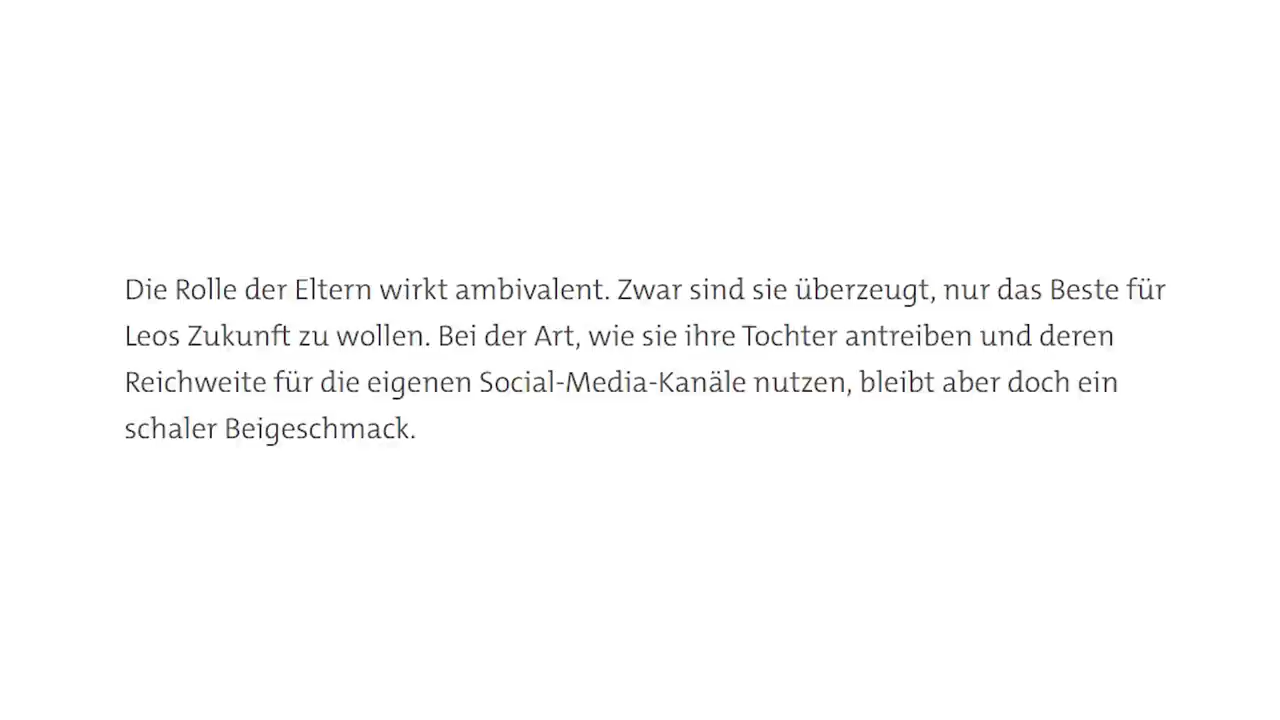 Die Rolle der Eltern wirkt ambivalent. Zwar sind sie überzeugt, nur das Beste für
Leos Zukunft zu wollen. Bei der Art, wie sie ihre Tochter antreiben und deren
Reichweite für die eigenen Social-Media-Kanäle nutzen, bleibt aber doch ein
schaler Beigeschmack.